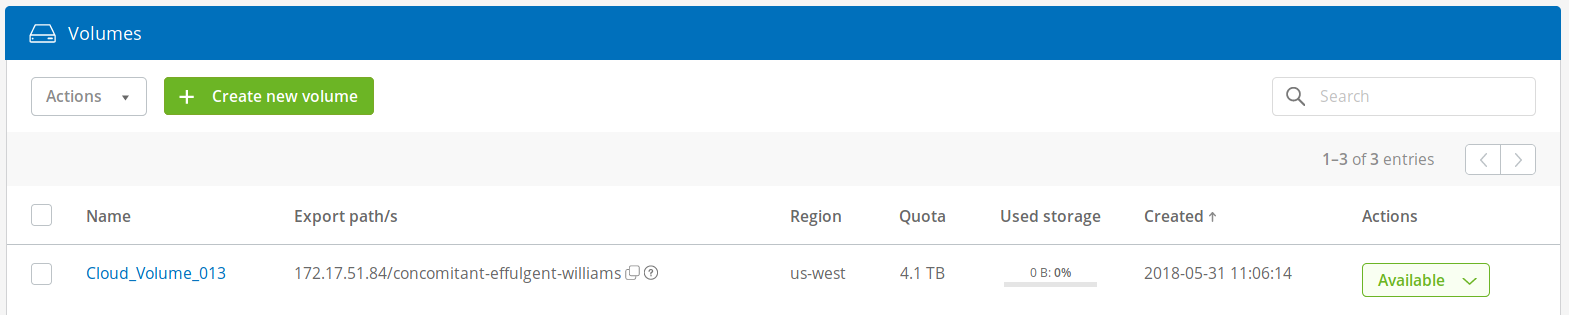 Volumes
Actions
Create new volume
Search
1–3 of 3 entries
Name Export path/s Region Quota Used storage Created Actions
Cloud_Volume_013 172.17.51.84/concomitant-effulgent-williams us-west 4.1 TB 0 B: 0% 2018-05-31 11:06:14 Available